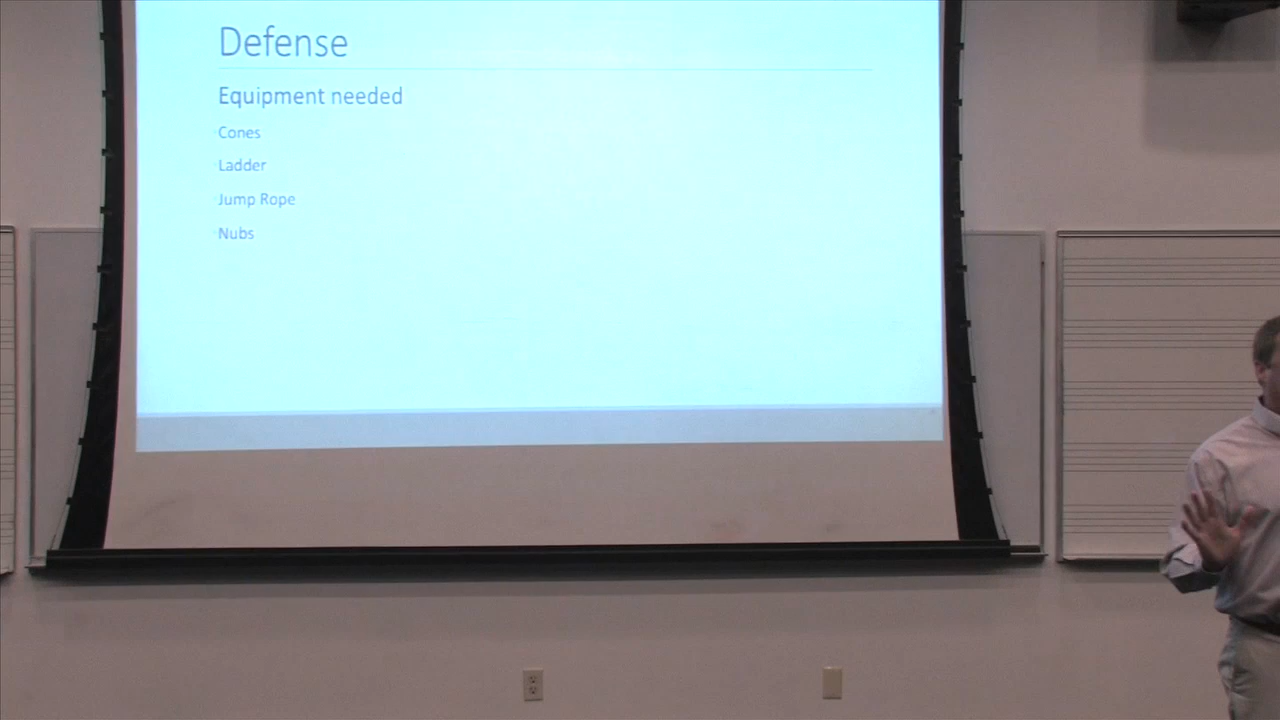 Defense
Equipment needed
Cones
Ladder
Jump Rope
Nubs